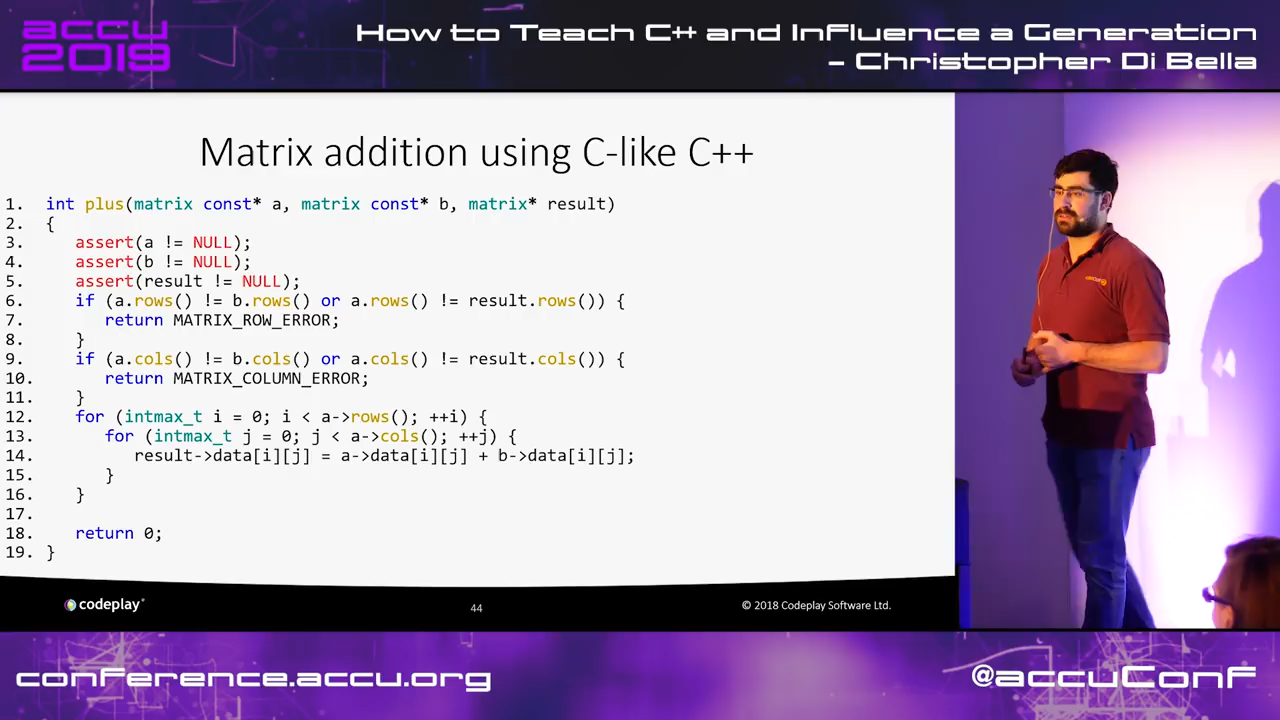 accu
2019
How to Teach C++ and Influence a Generation
– Christopher Di Bella
Matrix addition using C-like C++
1. int plus(matrix const* a, matrix const* b, matrix* result)
2. {
3. assert(a != NULL);
4. assert(b != NULL);
5. assert(result != NULL);
6. if (a.rows() != b.rows() or a.rows() != result.rows()) {
7. return MATRIX_ROW_ERROR;
8. }
9. if (a.cols() != b.cols() or a.cols() != result.cols()) {
10. return MATRIX_COLUMN_ERROR;
11. }
12. for (intmax_t i = 0; i < a->rows(); ++i) {
13. for (intmax_t j = 0; j < a->cols(); ++j) {
14. result->data[i][j] = a->data[i][j] + b->data[i][j];
15. }
16. }
17.
18. return 0;
19. }
codeplay
44
© 2018 Codeplay Software Ltd.
conference.accu.org
@accuConf